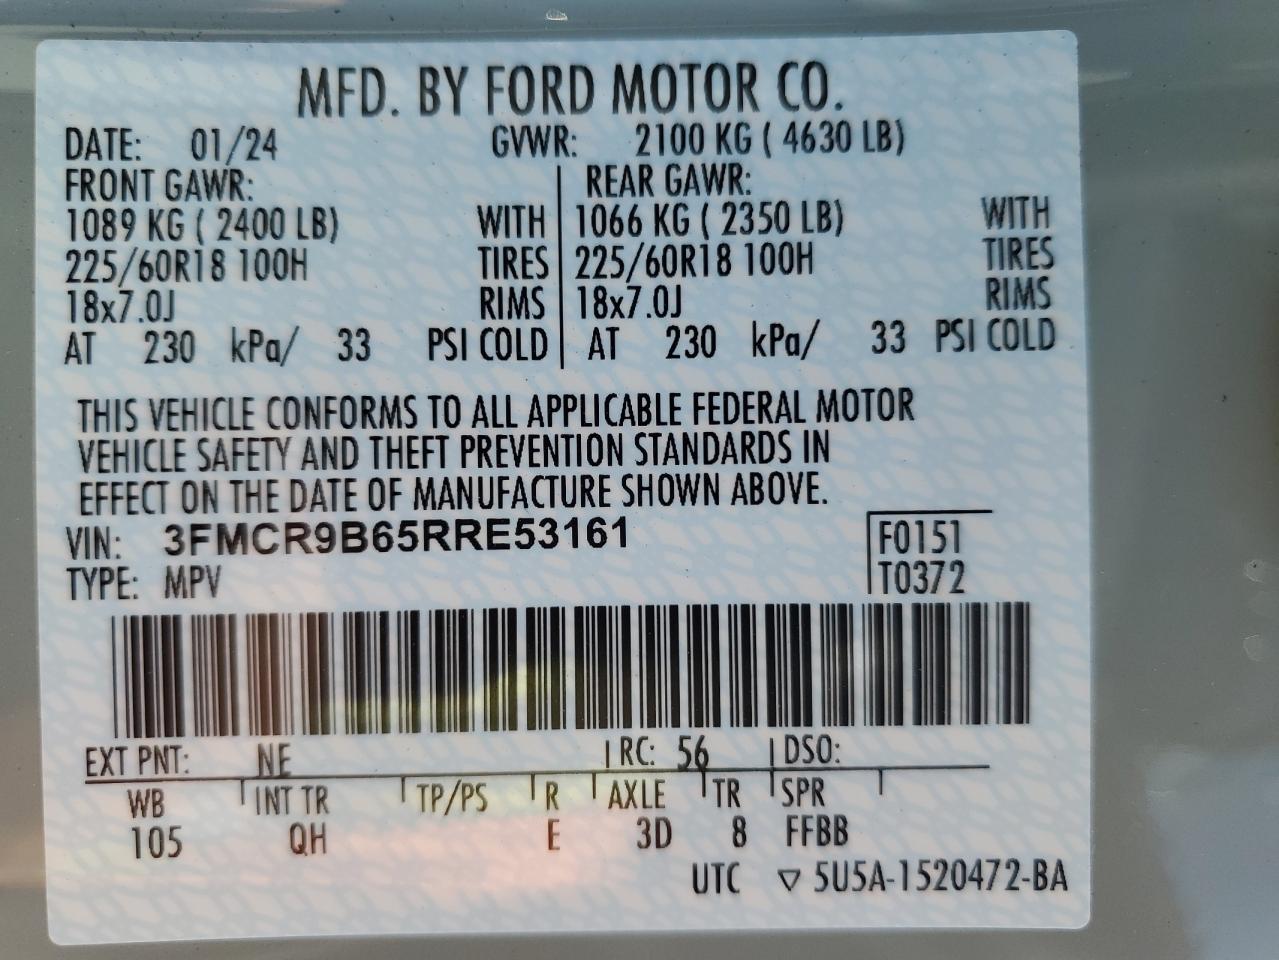 MFD. BY FORD MOTOR CO.
DATE: 01/24 GVWR: 2100 KG ( 4630 LB)
FRONT GAWR: REAR GAWR:
1089 KG ( 2400 LB) WITH 1066 KG ( 2350 LB) WITH
225/60R18 100H TIRES 225/60R18 100H TIRES
18x7.0J RIMS 18x7.0J RIMS
AT 230 kPa/ 33 PSI COLD AT 230 kPa/ 33 PSI COLD
THIS VEHICLE CONFORMS TO ALL APPLICABLE FEDERAL MOTOR
VEHICLE SAFETY AND THEFT PREVENTION STANDARDS IN
EFFECT ON THE DATE OF MANUFACTURE SHOWN ABOVE.
VIN: 3FMCR9B65RRE53161 F0151
TYPE: MPV T0372
EXT PNT: NE RC: 56 DSO:
WB INT TR TP/PS R AXLE TR SPR
105 QH E 3D 8 FFBB
UTC ▽ 5U5A-1520472-BA